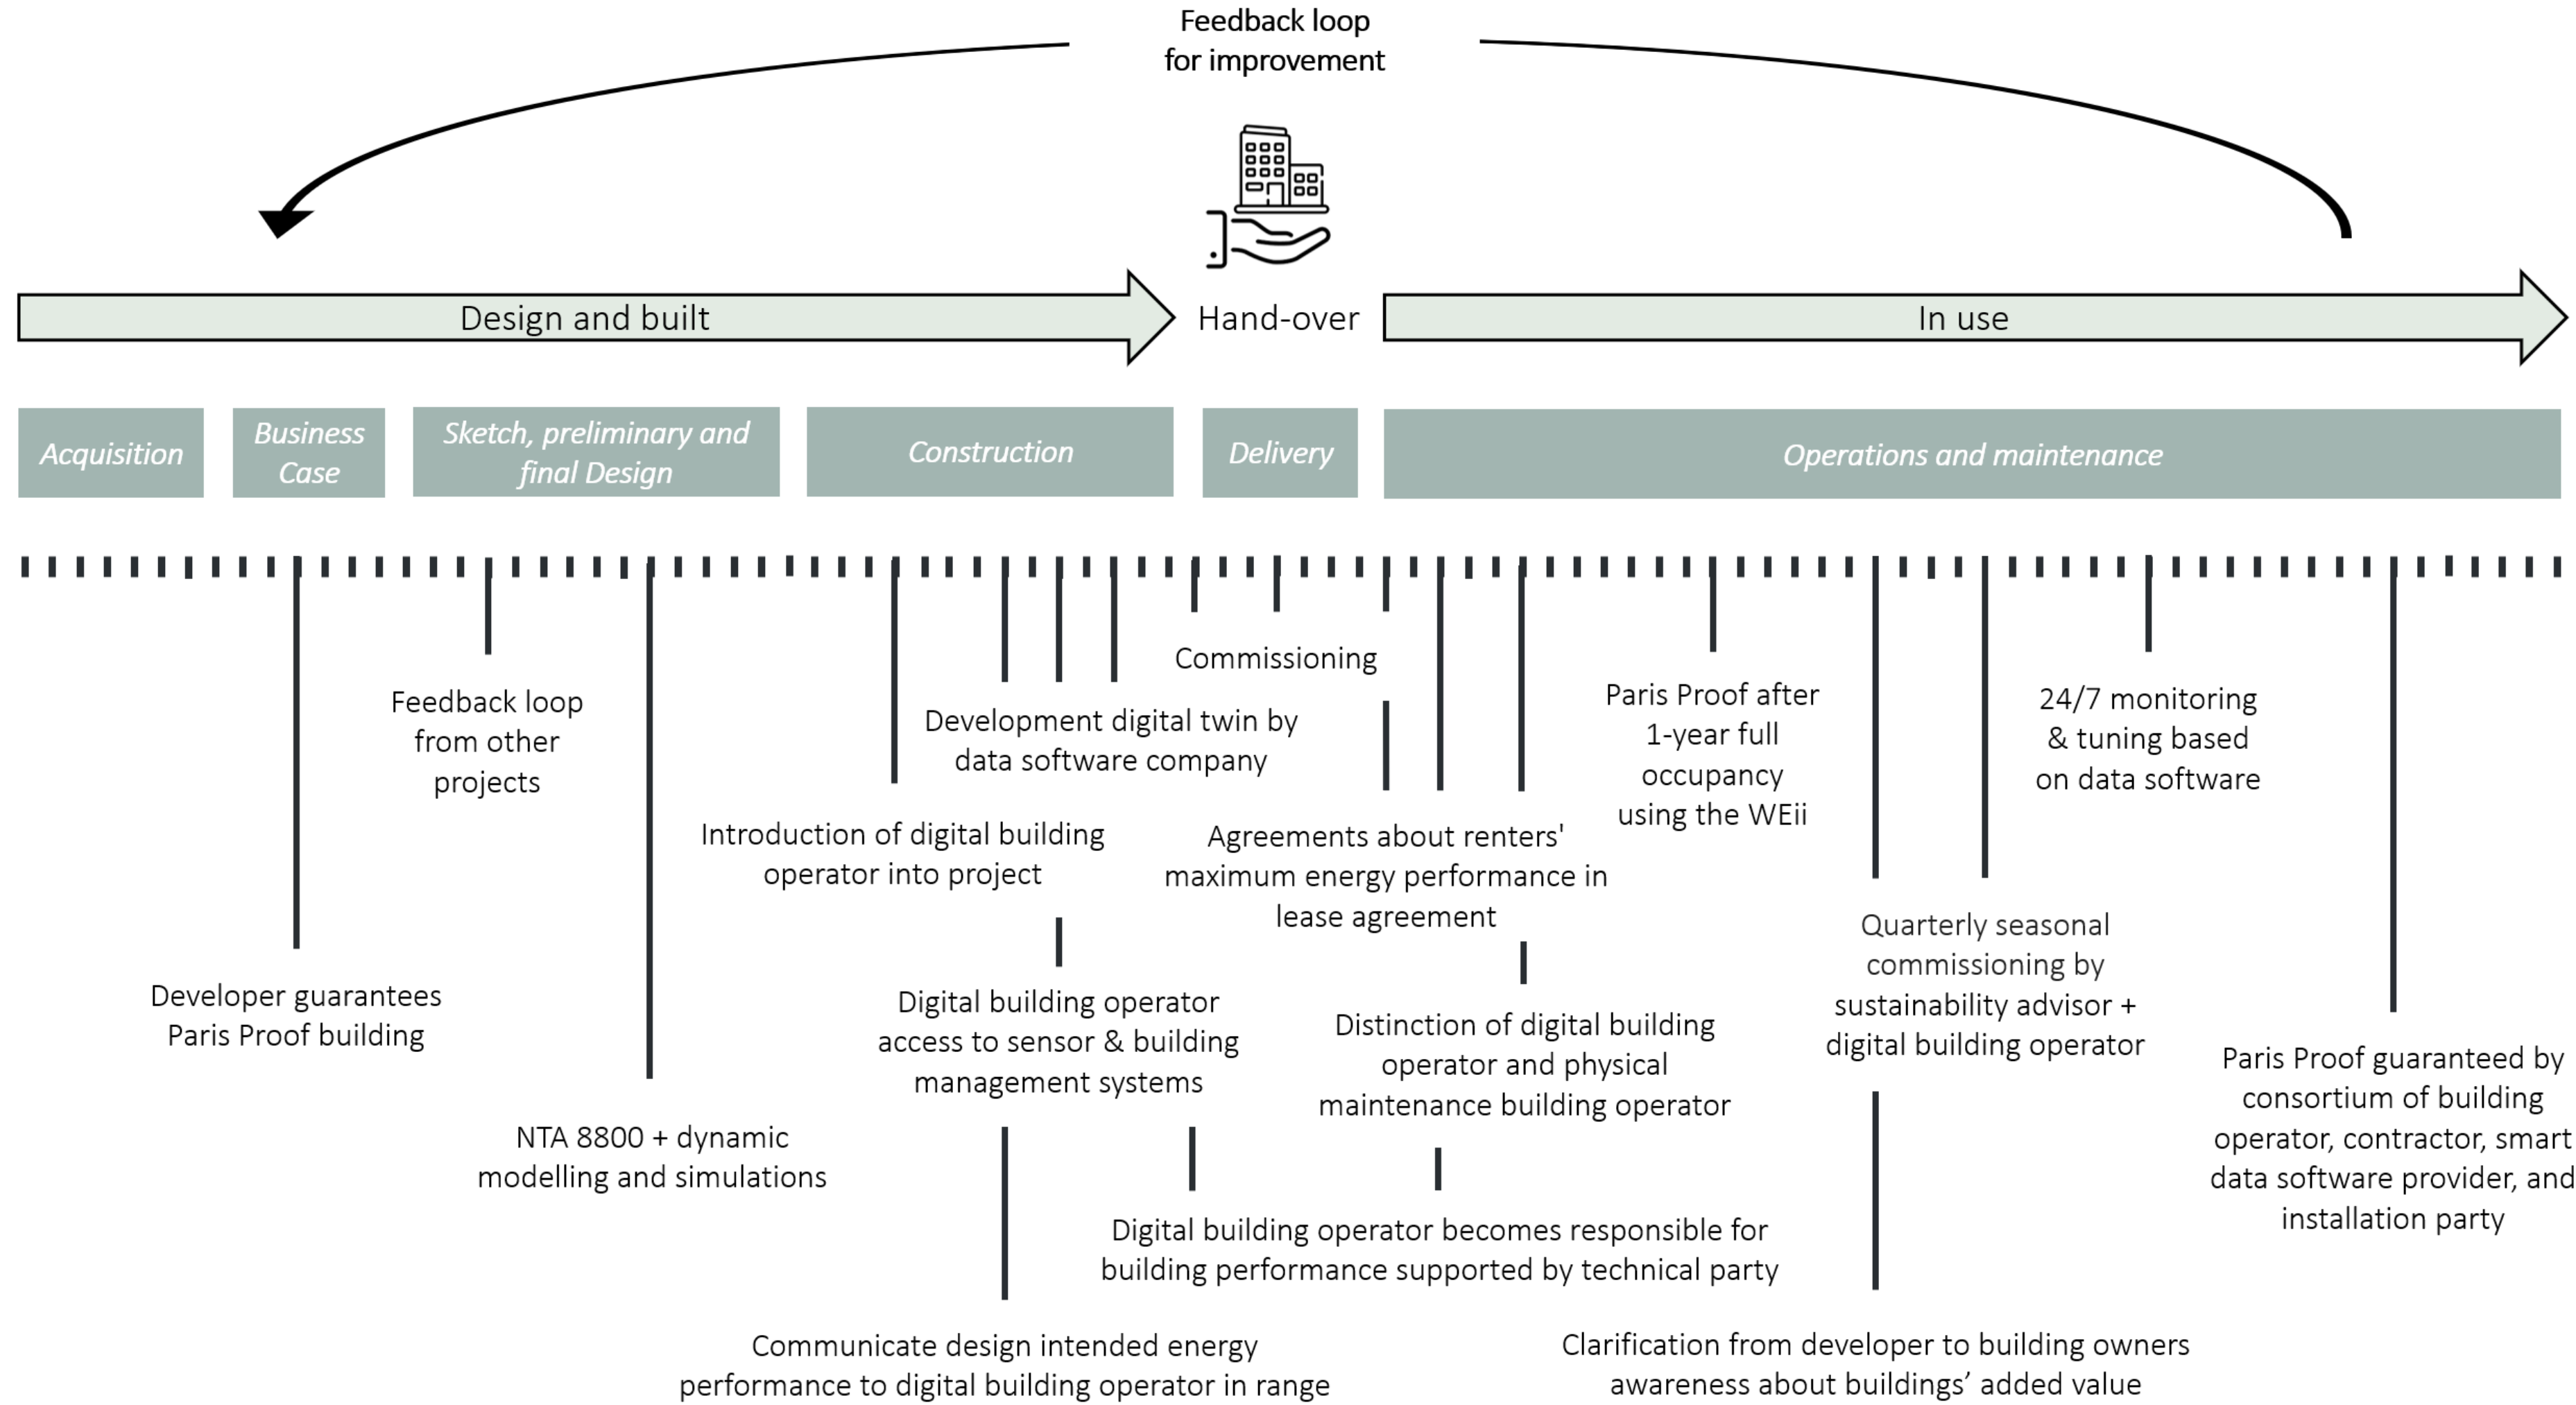 Feedback loop
for improvement
Design and built
Hand-over
In use
Acquisition
Business
Case
Sketch, preliminary and
final Design
Construction
Delivery
Operations and maintenance
Commissioning
Feedback loop
from other
projects
Development digital twin by
data software company
Paris Proof after
1-year full
occupancy
using the WEii
24/7 monitoring
& tuning based
on data software
Introduction of digital building
operator into project
Agreements about renters'
maximum energy performance in
lease agreement
Quarterly seasonal
commissioning by
sustainability advisor +
digital building operator
Developer guarantees
Paris Proof building
Digital building operator
access to sensor & building
management systems
Distinction of digital building
operator and physical
maintenance building operator
Paris Proof guaranteed by
consortium of building
operator, contractor, smart
data software provider, and
installation party
NTA 8800 + dynamic
modelling and simulations
Digital building operator becomes responsible for
building performance supported by technical party
Communicate design intended energy
performance to digital building operator in range
Clarification from developer to building owners
awareness about buildings’ added value